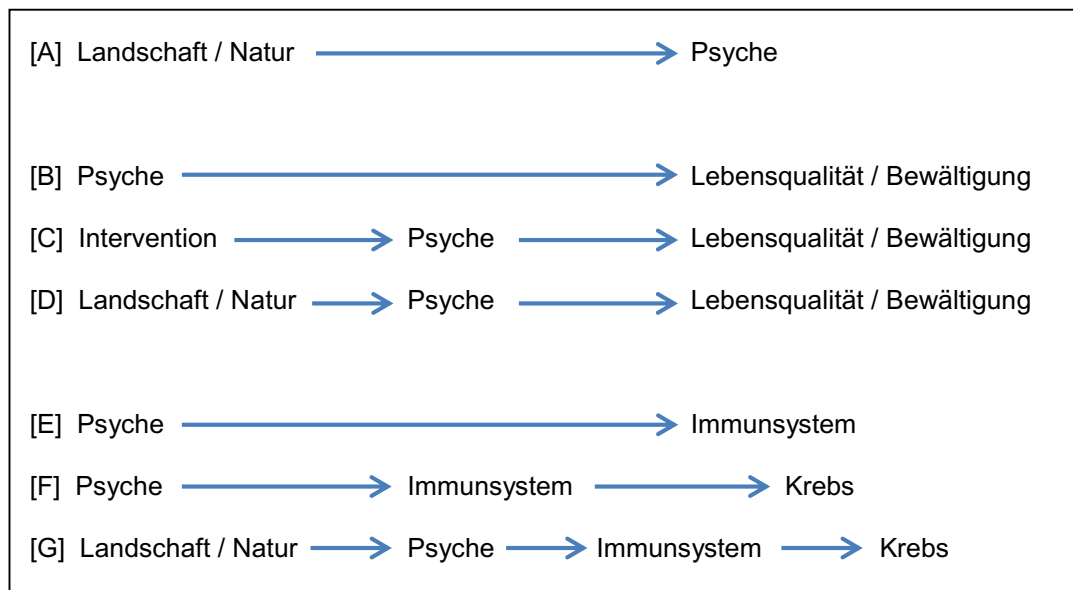 [A] Landschaft / Natur Psyche
[B] Psyche Lebensqualität / Bewältigung
[C] Intervention Psyche Lebensqualität / Bewältigung
[D] Landschaft / Natur Psyche Lebensqualität / Bewältigung
[E] Psyche Immunsystem
[F] Psyche Immunsystem Krebs
[G] Landschaft / Natur Psyche Immunsystem Krebs